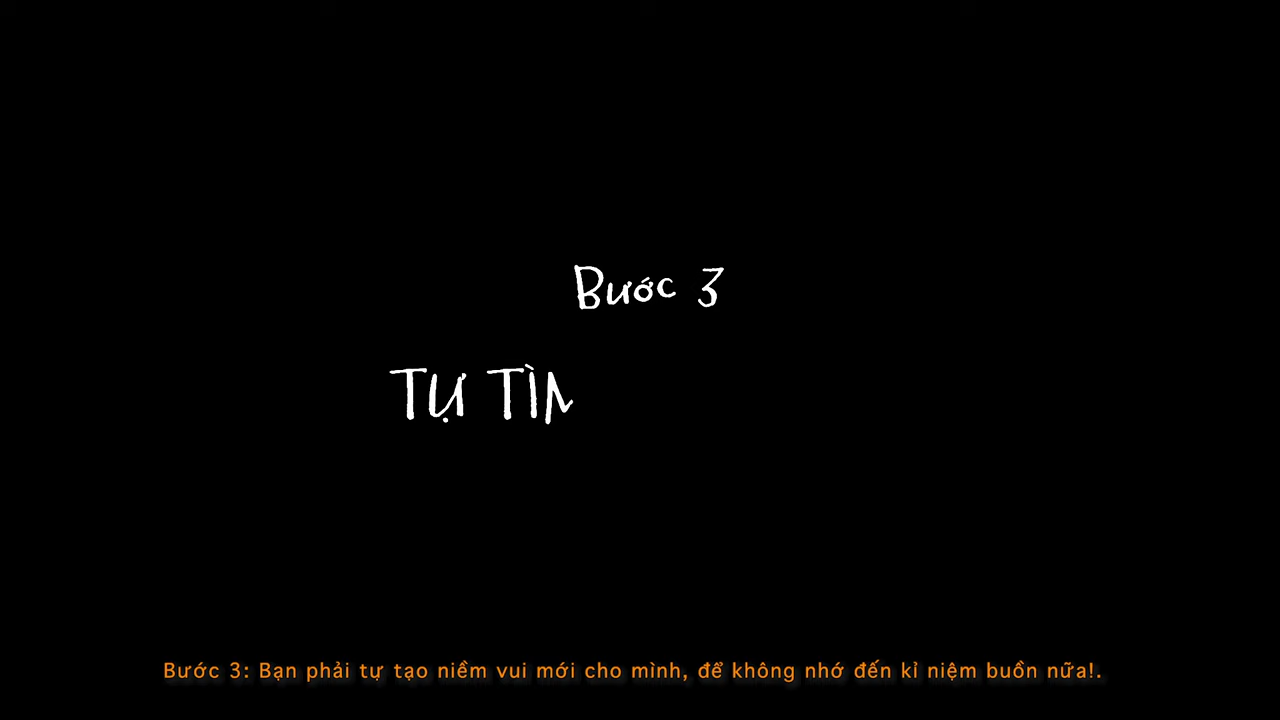 Bước 3
TỰ TÌM
Bước 3: Bạn phải tự tạo niềm vui mới cho mình, để không nhớ đến kỉ niệm buồn nữa!.